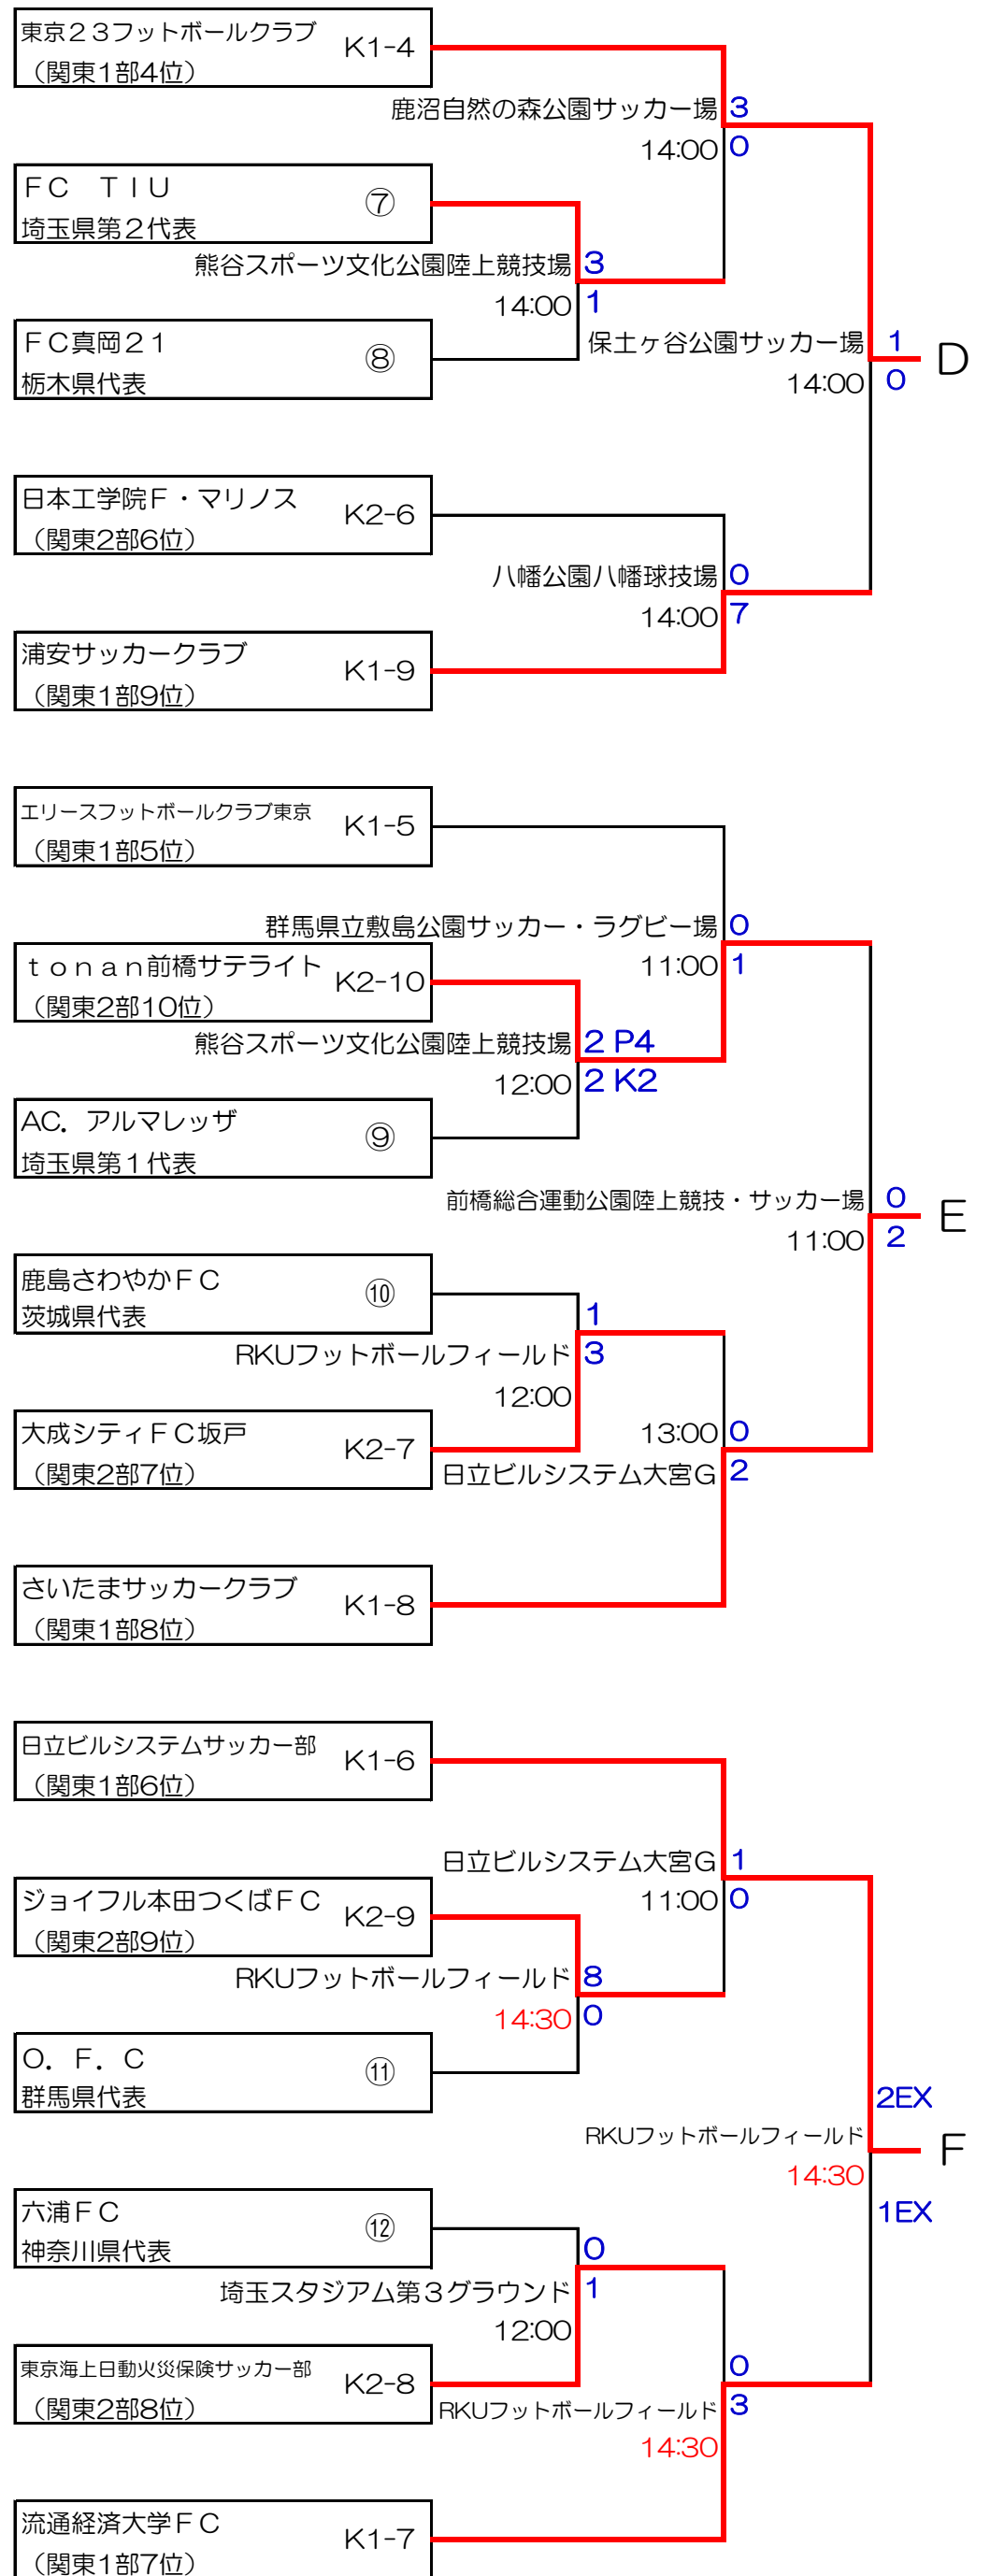 東京２３フットボールクラブ
（関東1部4位）
K1-4
鹿沼自然の森公園サッカー場
3
14:00
0
ＦＣ　ＴＩＵ
埼玉県第２代表
⑦
熊谷スポーツ文化公園陸上競技場
3
14:00
1
ＦＣ真岡２１
栃木県代表
⑧
保土ヶ谷公園サッカー場
1
14:00
0
D
日本工学院Ｆ・マリノス
（関東2部6位）
K2-6
八幡公園八幡球技場
0
14:00
7
浦安サッカークラブ
（関東1部9位）
K1-9
エリースフットボールクラブ東京
（関東1部5位）
K1-5
群馬県立敷島公園サッカー・ラグビー場
0
11:00
1
ｔｏｎａｎ前橋サテライト
（関東2部10位）
K2-10
熊谷スポーツ文化公園陸上競技場
2 P4
12:00
2 K2
AC．アルマレッザ
埼玉県第１代表
⑨
前橋総合運動公園陸上競技・サッカー場
0
11:00
2
E
鹿島さわやかＦＣ
茨城県代表
⑩
1
RKUフットボールフィールド
3
12:00
大成シティＦＣ坂戸
（関東2部7位）
K2-7
13:00
0
日立ビルシステム大宮G
2
さいたまサッカークラブ
（関東1部8位）
K1-8
日立ビルシステムサッカー部
（関東1部6位）
K1-6
日立ビルシステム大宮G
1
11:00
0
ジョイフル本田つくばＦＣ
（関東2部9位）
K2-9
RKUフットボールフィールド
8
14:30
0
Ｏ．Ｆ．Ｃ
群馬県代表
⑪
2EX
RKUフットボールフィールド
14:30
1EX
F
六浦ＦＣ
神奈川県代表
⑫
0
埼玉スタジアム第３グラウンド
1
12:00
東京海上日動火災保険サッカー部
（関東2部8位）
K2-8
0
RKUフットボールフィールド
3
14:30
流通経済大学ＦＣ
（関東1部7位）
K1-7